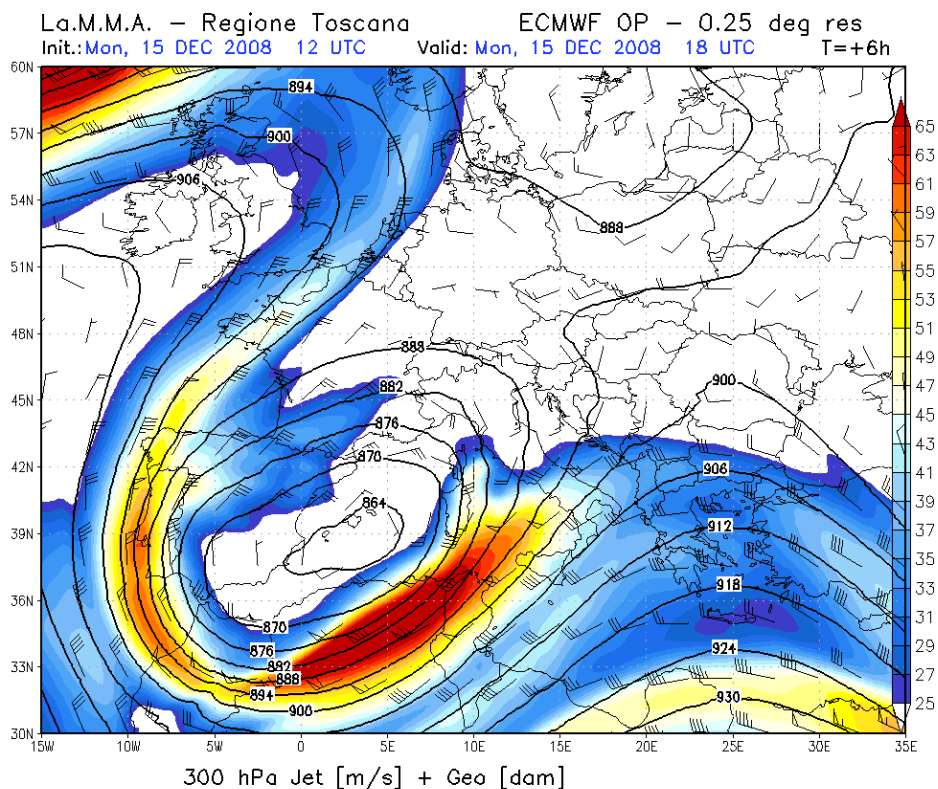 La.M.M.A. – Regione Toscana ECMWF OP – 0.25 deg res
Init.: Mon, 15 DEC 2008 12 UTC Valid: Mon, 15 DEC 2008 18 UTC T=+6h
60N
57N
54N
51N
48N
45N
42N
39N
36N
33N
30N
894
900
906
888
888
882
876
870
864
900
906
912
918
924
930
870
876
882
888
894
900
65
63
61
59
57
55
53
51
49
47
45
43
41
39
37
35
33
31
29
27
25
15W 10W 5W 0 5E 10E 15E 20E 25E 30E 35E
300 hPa Jet [m/s] + Geo [dam]